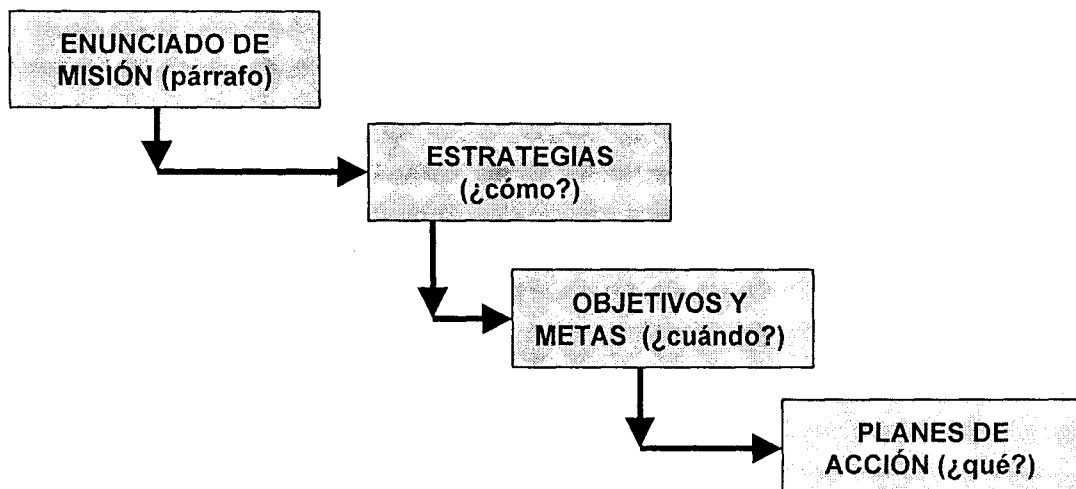 ENUNCIADO DE
MISIÓN (párrafo)
ESTRATEGIAS
(¿cómo?)
OBJETIVOS Y
METAS (¿cuándo?)
PLANES DE
ACCIÓN (¿qué?)